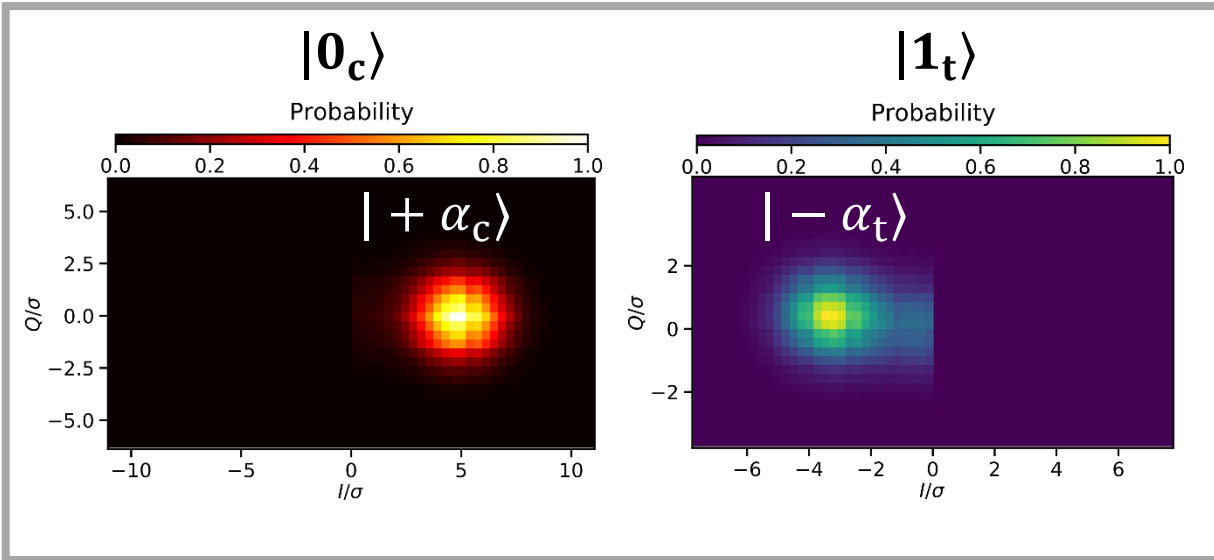 |0c⟩
Probability
0.0 0.2 0.4 0.6 0.8 1.0
|+αc⟩
5.0
2.5
0.0
−2.5
−5.0
Q/σ
−10 −5 0 5 10
I/σ
|1t⟩
Probability
0.0 0.2 0.4 0.6 0.8 1.0
|−αt⟩
2
0
−2
Q/σ
−6 −4 −2 0 2 4 6
I/σ